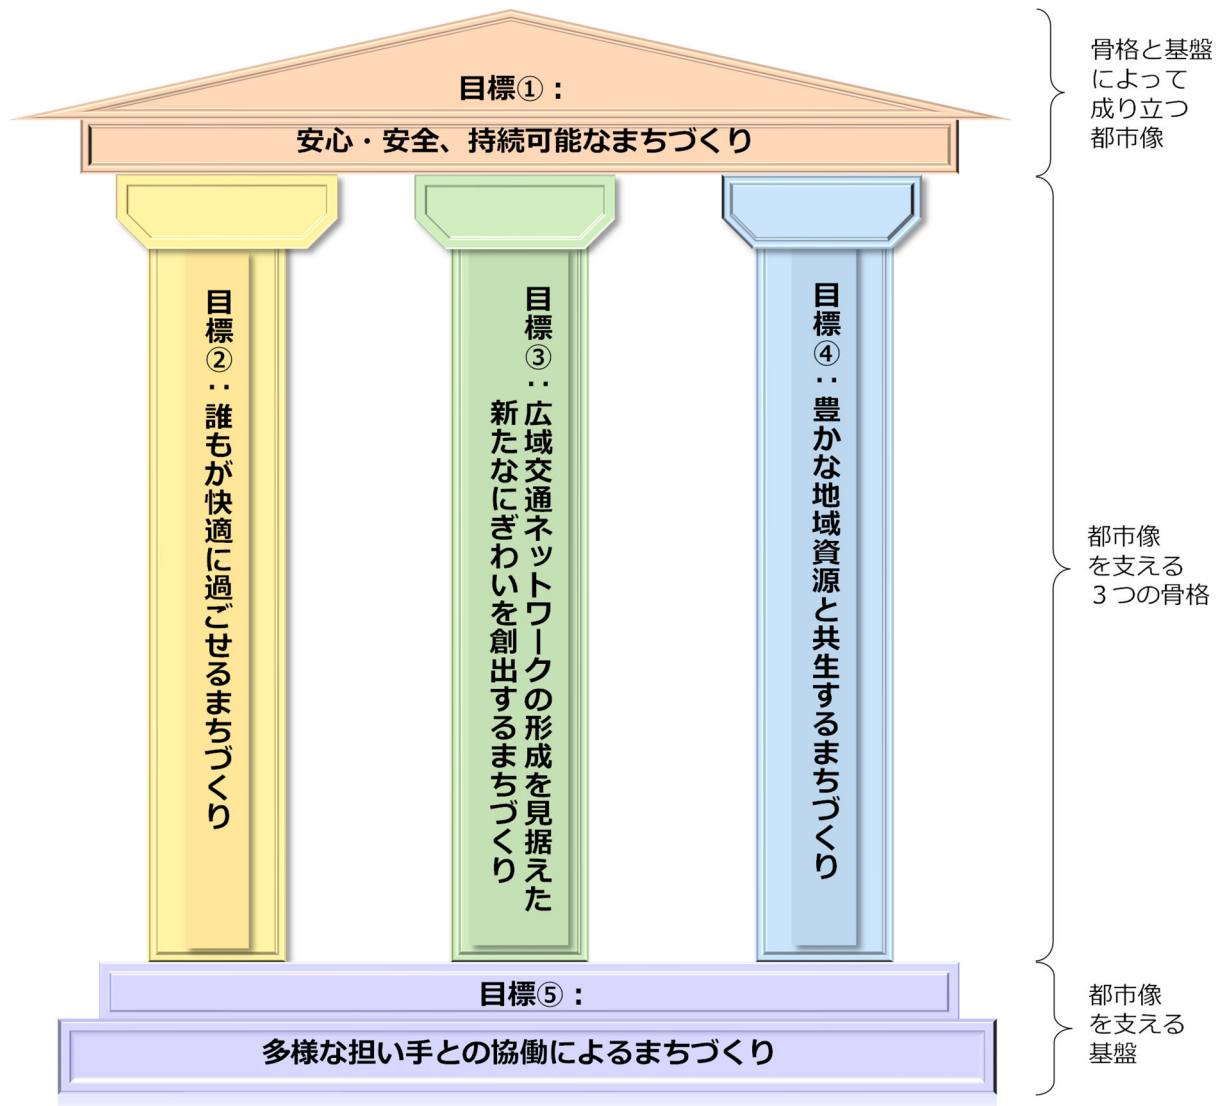 目標①：
安心・安全、持続可能なまちづくり
骨格と基盤
によって
成り立つ
都市像
目標②：誰もが快適に過ごせるまちづくり
目標③：広域交通ネットワークの形成を見据えた
新たなにぎわいを創出するまちづくり
目標④：豊かな地域資源と共生するまちづくり
都市像
を支える
３つの骨格
目標⑤：
多様な担い手との協働によるまちづくり
都市像
を支える
基盤